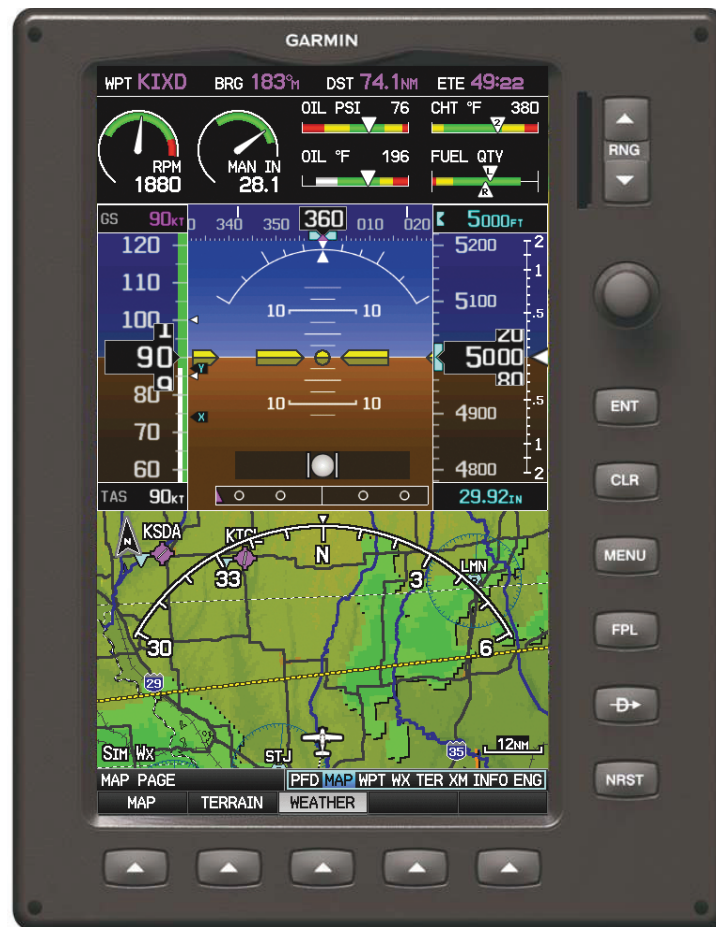 GARMIN
WPT KIXD BRG 183°M DST 74.1NM ETE 49:22
OIL PSI 76 CHT °F 380
2
RPM 1880
MAN IN 28.1
OIL °F 196 FUEL QTY
L
R
RNG
GS 90KT
340 350 360 010 020
5000FT
120 5200 2
1
110 5100
.5
100
10 10
90 5000
20
80
Y
80
10 10
.5
X
4900
70
1
60 4800 2
TAS 90KT
29.92IN
ENT
CLR
MENU
FPL
D
NRST
N
KSDA
N
LMN
33 3
30 6
29
35
12NM
SIM WX
STJ
MAP PAGE PFD MAP WPT WX TER XM INFO ENG
MAP TERRAIN WEATHER